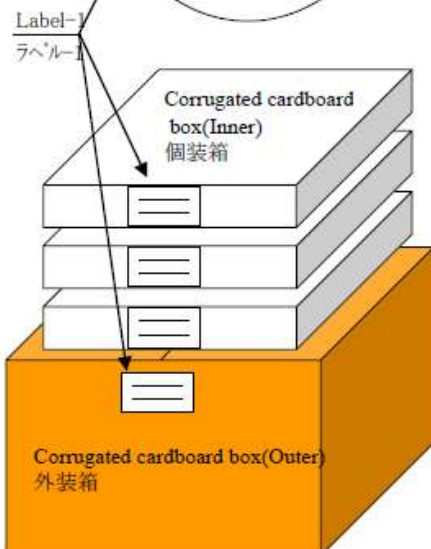 Label-1
ラベル-1
Corrugated cardboard
box(Inner)
個装箱
Corrugated cardboard box(Outer)
外装箱